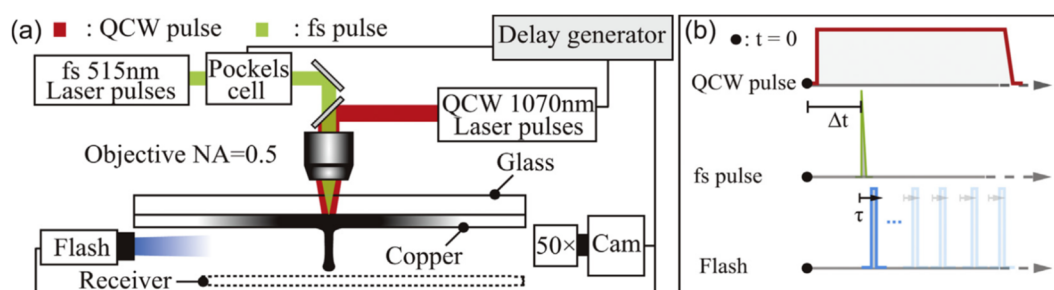 (a)
: QCW pulse
: fs pulse
Delay generator
fs 515nm
Laser pulses
Pockels
cell
QCW 1070nm
Laser pulses
Objective NA=0.5
Glass
Flash
Copper
50×
Cam
Receiver
(b)
: t = 0
QCW pulse
Δt
fs pulse
τ
...
Flash